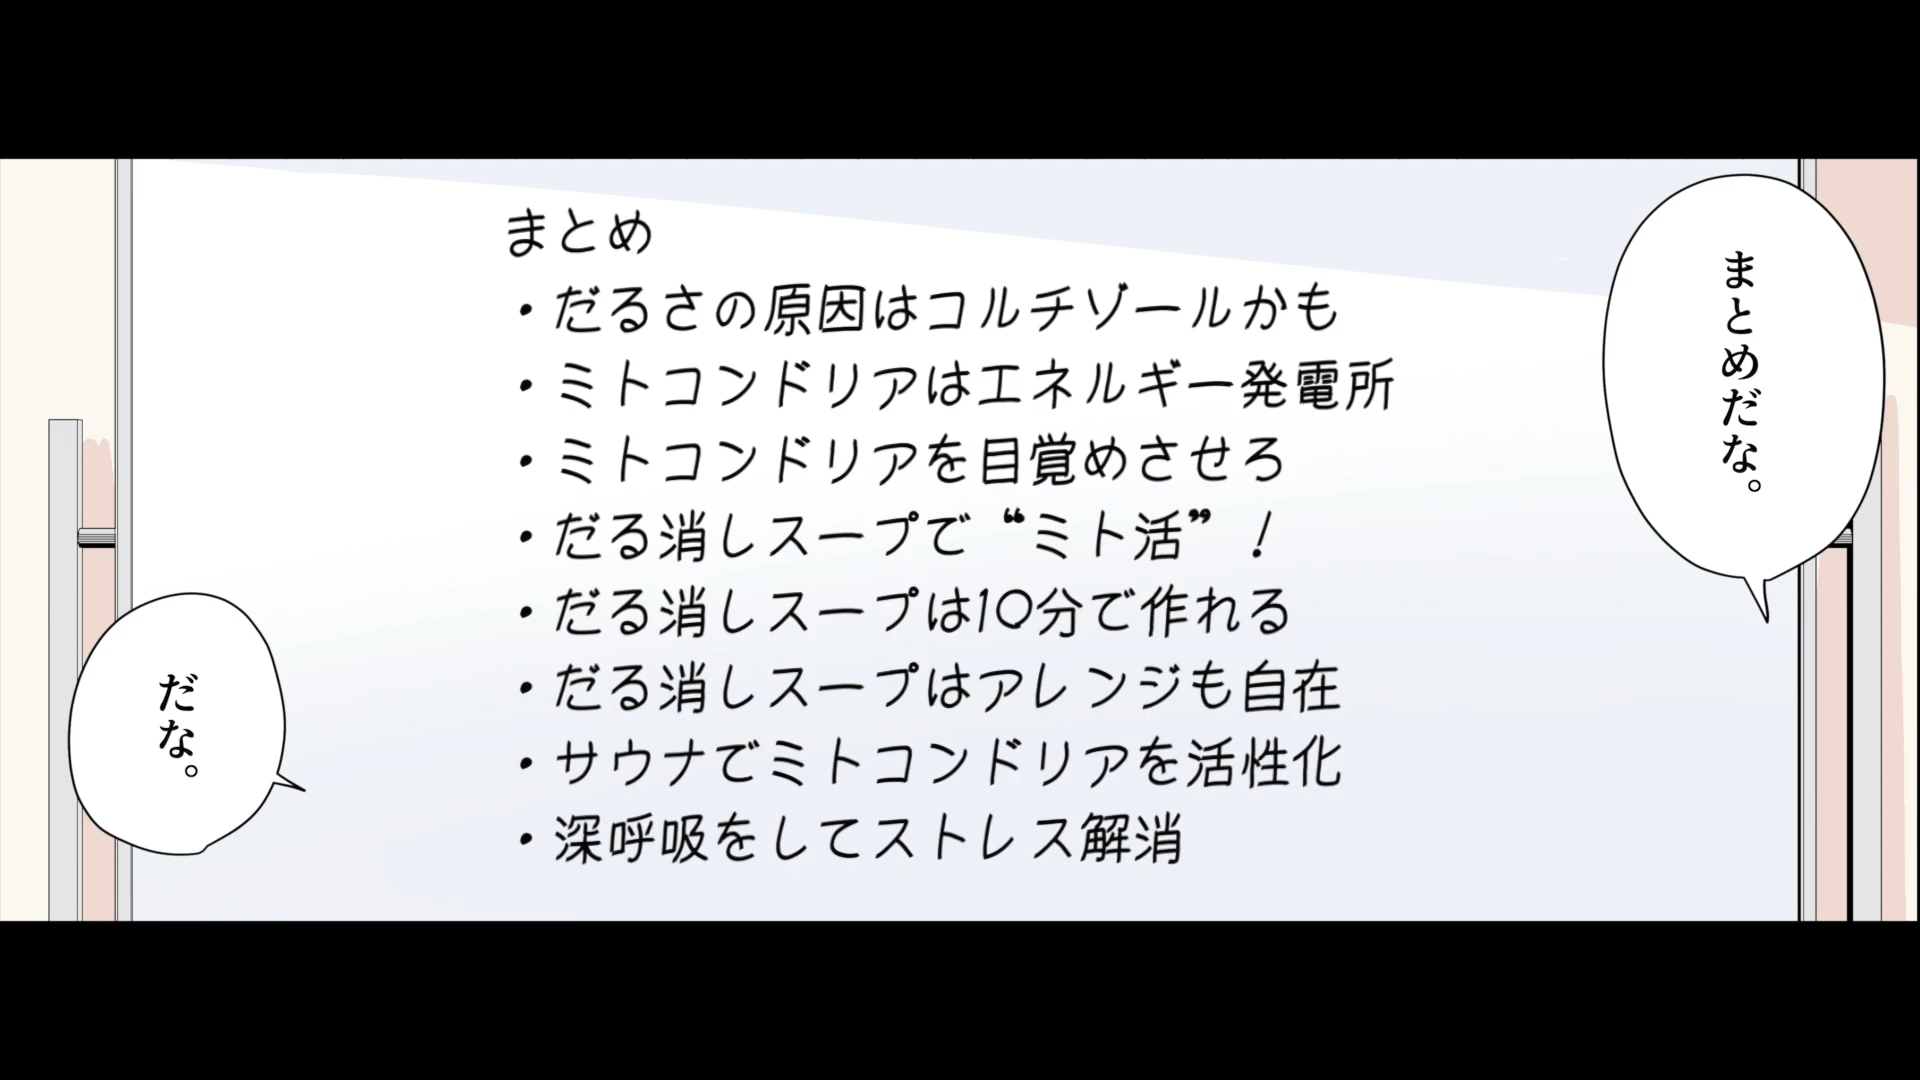 まとめだな。
まとめ
・だるさの原因はコルチゾールかも
・ミトコンドリアはエネルギー発電所
・ミトコンドリアを目覚めさせろ
・だる消しスープで“ミト活”！
・だる消しスープは10分で作れる
・だる消しスープはアレンジも自在
・サウナでミトコンドリアを活性化
・深呼吸をしてストレス解消
だな。